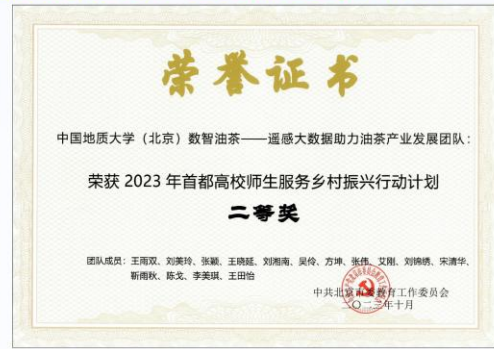 荣誉证书
中国地质大学（北京）数智油茶——遥感大数据助力油茶产业发展团队：
荣获 2023 年首都高校师生服务乡村振兴行动计划
二等奖
团队成员：王雨双、刘美玲、张颖、王晓延、刘湘南、吴伶、方坤、张伟、艾刚、刘锦绣、宋清华、
靳雨秋、陈戈、李美琪、王田怡
中共北京市委教育工作委员会
二〇二三年十月